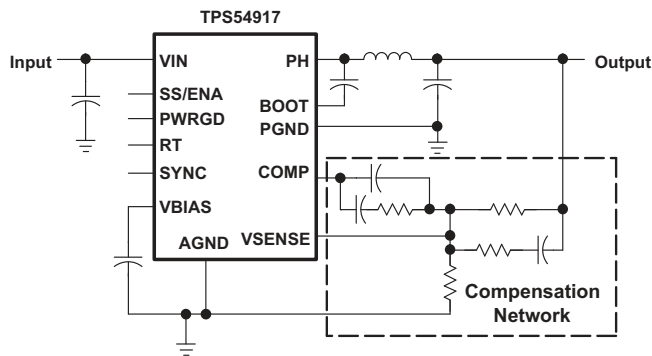 TPS54917
Input
VIN
PH
Output
SS/ENA
BOOT
PWRGD
PGND
RT
SYNC
COMP
VBIAS
AGND
VSENSE
Compensation
Network